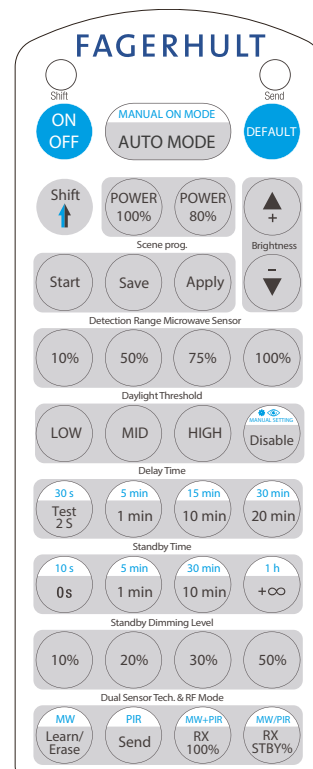 FAGERHULT
Shift
Send
ON
OFF
MANUAL ON MODE
AUTO MODE
DEFAULT
Shift
POWER
100%
POWER
80%
+
Scene prog.
Brightness
Start
Save
Apply
−
Detection Range Microwave Sensor
10%
50%
75%
100%
Daylight Threshold
LOW
MID
HIGH
MANUAL SETTING
Disable
Delay Time
30 s
Test
2 S
5 min
1 min
15 min
10 min
30 min
20 min
Standby Time
10 s
0s
5 min
1 min
30 min
10 min
1 h
+∞
Standby Dimming Level
10%
20%
30%
50%
Dual Sensor Tech. & RF Mode
MW
Learn/
Erase
PIR
Send
MW+PIR
RX
100%
MW/PIR
RX
STBY%